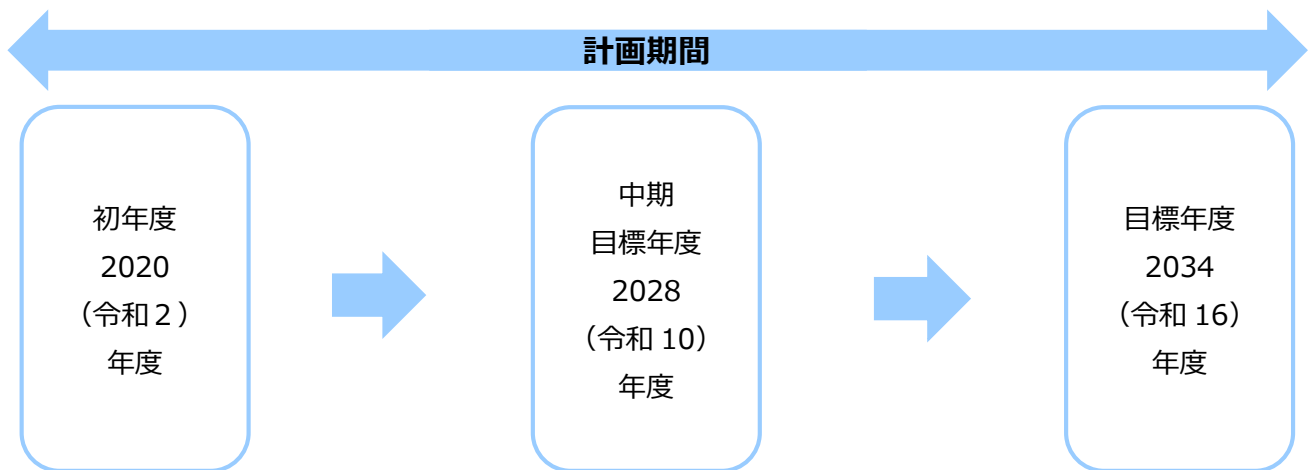 計画期間
初年度
2020
（令和２）
年度
中期
目標年度
2028
（令和 10）
年度
目標年度
2034
（令和 16）
年度